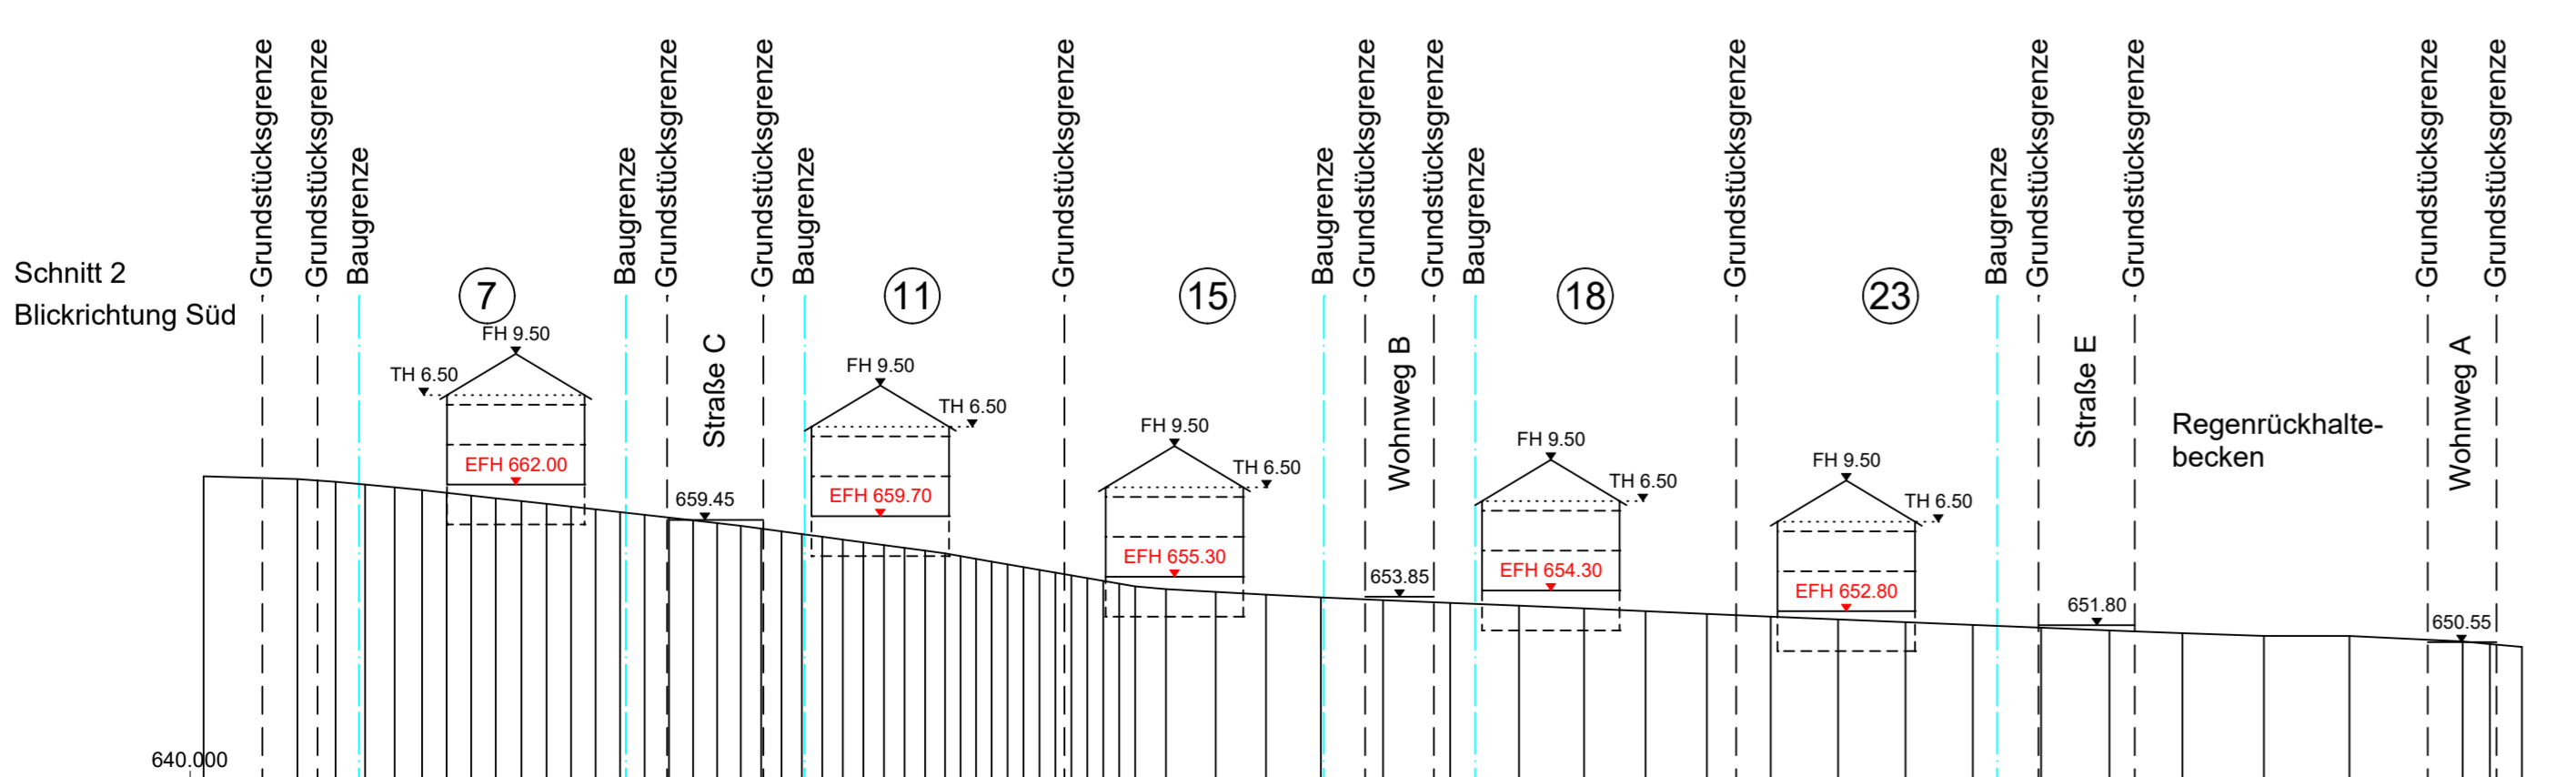 Grundstücksgrenze
Grundstücksgrenze
Baugrenze
Baugrenze
Grundstücksgrenze
Grundstücksgrenze
Baugrenze
Grundstücksgrenze
Baugrenze
Grundstücksgrenze
Grundstücksgrenze
Baugrenze
Grundstücksgrenze
Baugrenze
Grundstücksgrenze
Grundstücksgrenze
Grundstücksgrenze
Grundstücksgrenze
Schnitt 2
Blickrichtung Süd
7
FH 9.50
TH 6.50
EFH 662.00
Straße C
659.45
11
FH 9.50
TH 6.50
EFH 659.70
15
FH 9.50
TH 6.50
EFH 655.30
Wohnweg B
653.85
18
FH 9.50
TH 6.50
EFH 654.30
23
FH 9.50
TH 6.50
EFH 652.80
Straße E
651.80
Regenrückhalte-
becken
Wohnweg A
650.55
640.000